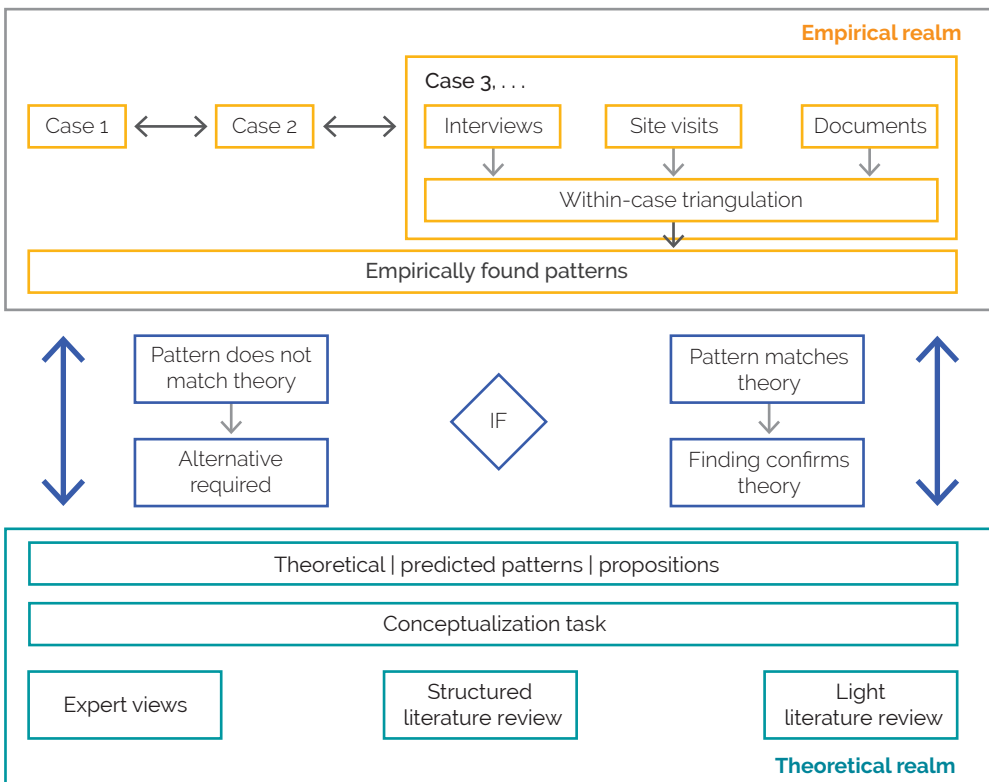 Empirical realm
Case 3, . . .
Case 1
Case 2
Interviews
Site visits
Documents
Within-case triangulation
Empirically found patterns
Pattern does not
match theory
Alternative
required
IF
Pattern matches
theory
Finding confirms
theory
Theoretical | predicted patterns | propositions
Conceptualization task
Expert views
Structured
literature review
Light
literature review
Theoretical realm